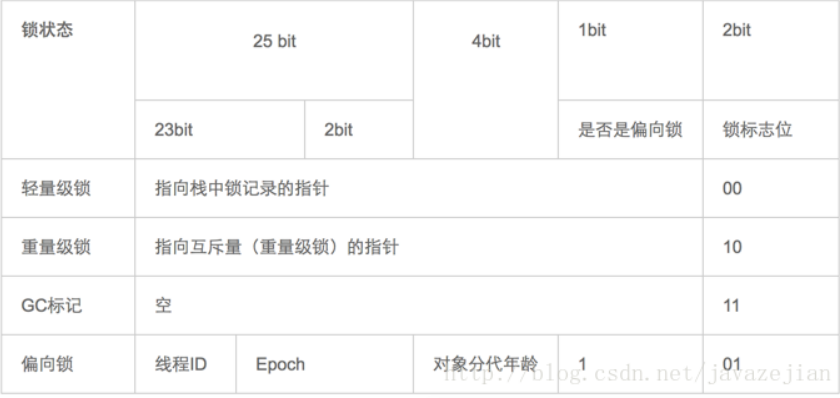 锁状态 25 bit 4bit 1bit 2bit
23bit 2bit 是否是偏向锁 锁标志位
轻量级锁 指向栈中锁记录的指针 00
重量级锁 指向互斥量（重量级锁）的指针 10
GC标记 空 11
偏向锁 线程ID Epoch 对象分代年龄 1 01
http://blog.csdn.net/javazejian